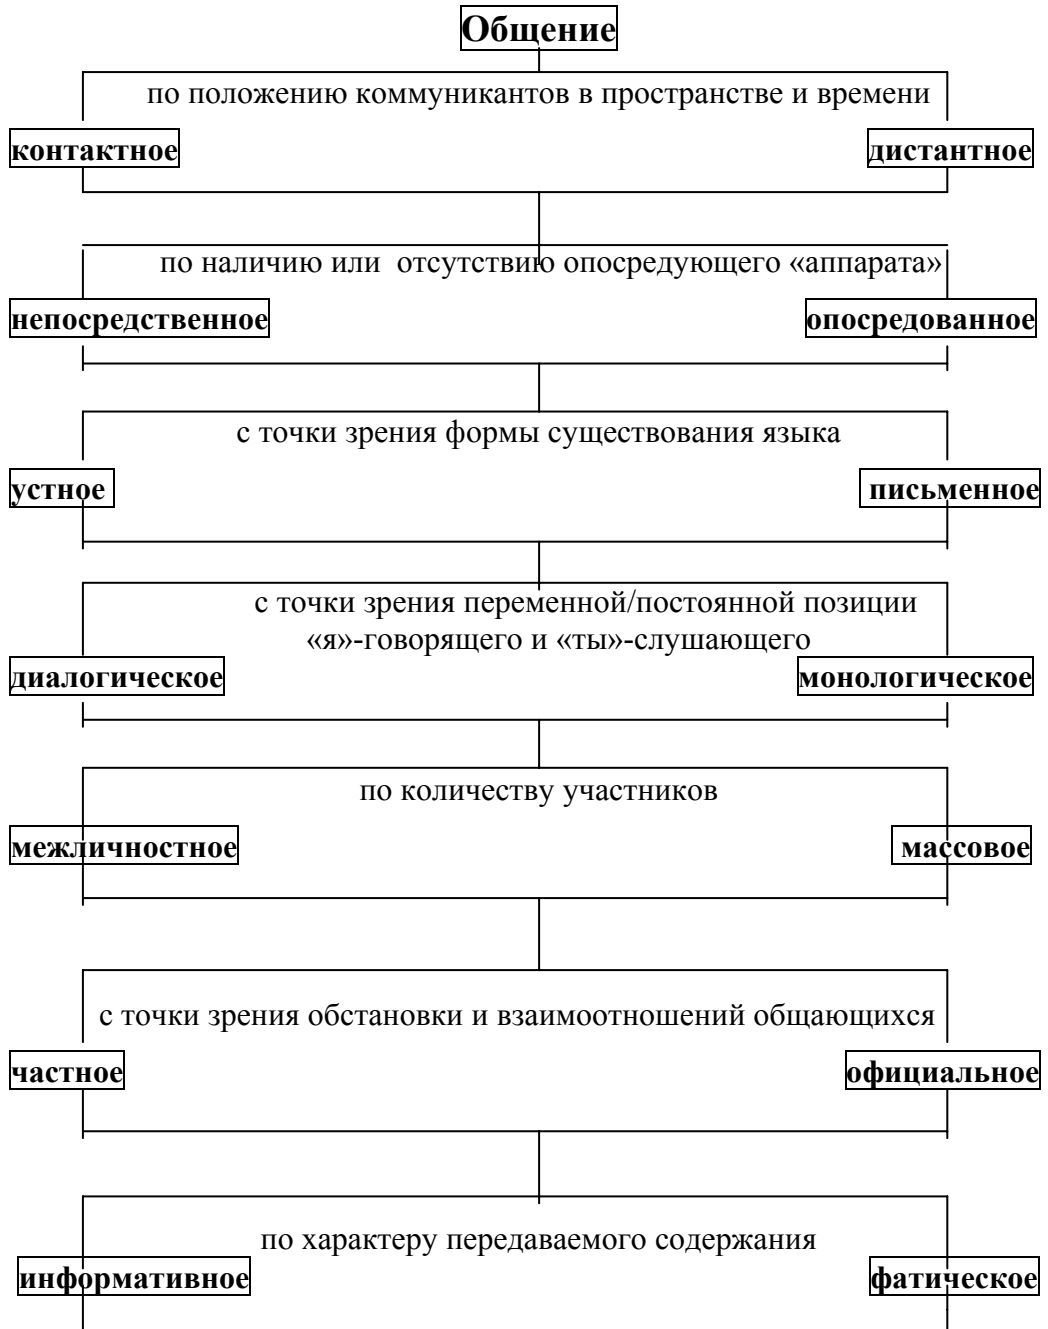 Общение
по положению коммуникантов в пространстве и времени
контактное дистантное
по наличию или отсутствию опосредующего «аппарата»
непосредственное опосредованное
с точки зрения формы существования языка
устное письменное
с точки зрения переменной/постоянной позиции
«я»-говорящего и «ты»-слушающего
диалогическое монологическое
по количеству участников
межличностное массовое
с точки зрения обстановки и взаимоотношений общающихся
частное официальное
по характеру передаваемого содержания
информативное фатическое